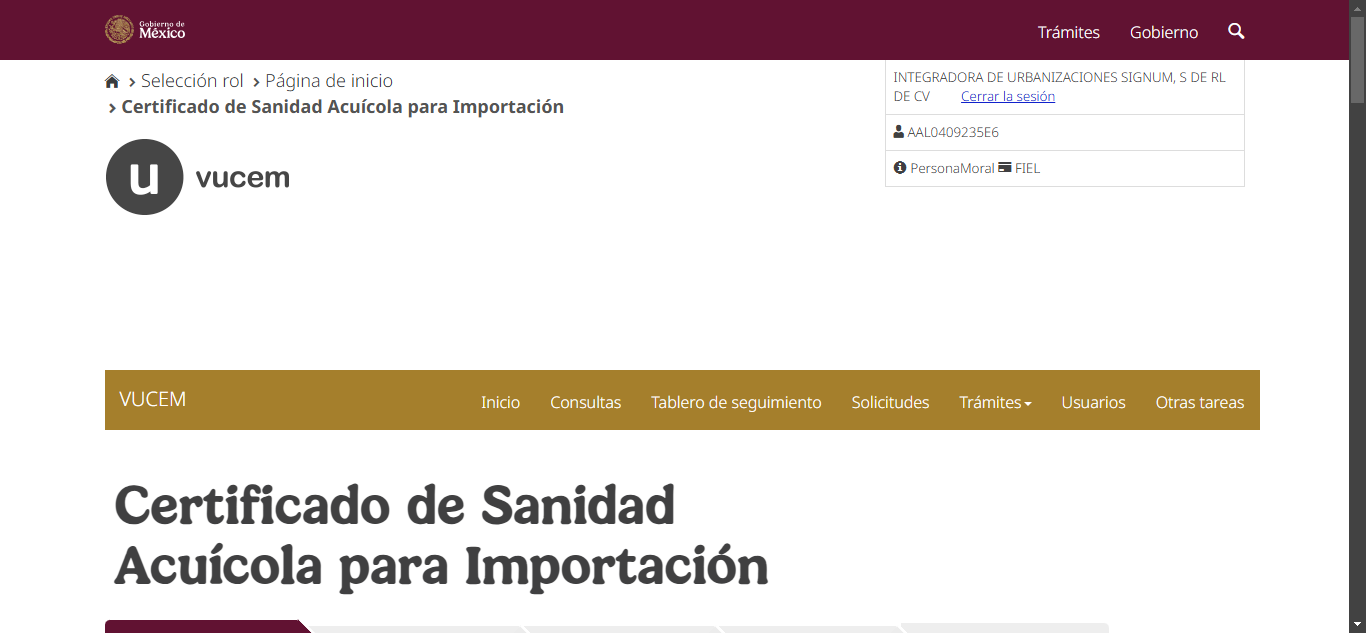 Gobierno de
México
Trámites
Gobierno
Selección rol
Página de inicio
Certificado de Sanidad Acuícola para Importación
INTEGRADORA DE URBANIZACIONES SIGNUM, S DE RL
DE CV Cerrar la sesión
AAL0409235E6
PersonaMoral FIEL
u vucem
VUCEM
Inicio
Consultas
Tablero de seguimiento
Solicitudes
Trámites
Usuarios
Otras tareas
Certificado de Sanidad
Acuícola para Importación